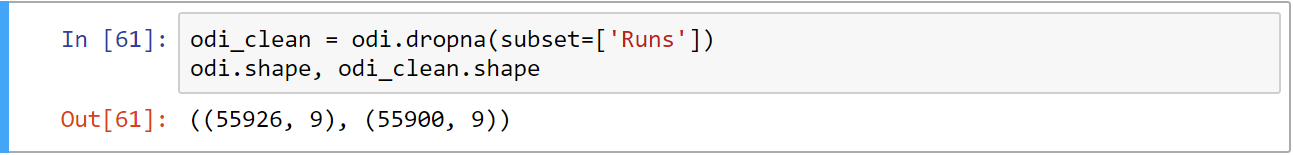 In [61]: odi_clean = odi.dropna(subset=['Runs'])
odi.shape, odi_clean.shape
Out[61]: ((55926, 9), (55900, 9))